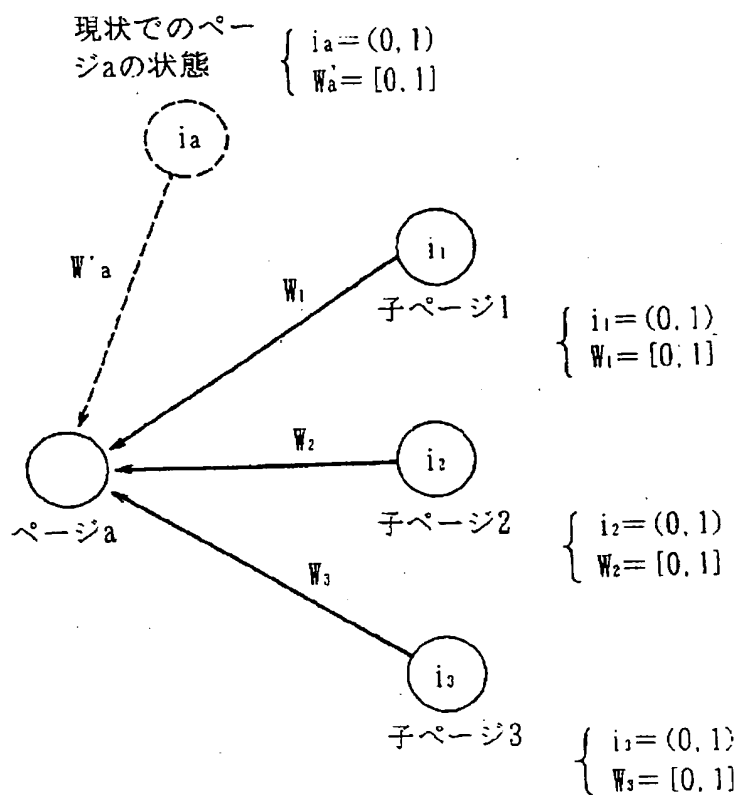 現状でのペー
ジaの状態
ia=(0,1)
W'a=[0,1]
ia
W'a
i1
W1
子ページ1
i1=(0,1)
W1=[0,1]
W2
i2
ページa
子ページ2
i2=(0,1)
W2=[0,1]
W3
i3
子ページ3
i3=(0,1)
W3=[0,1]